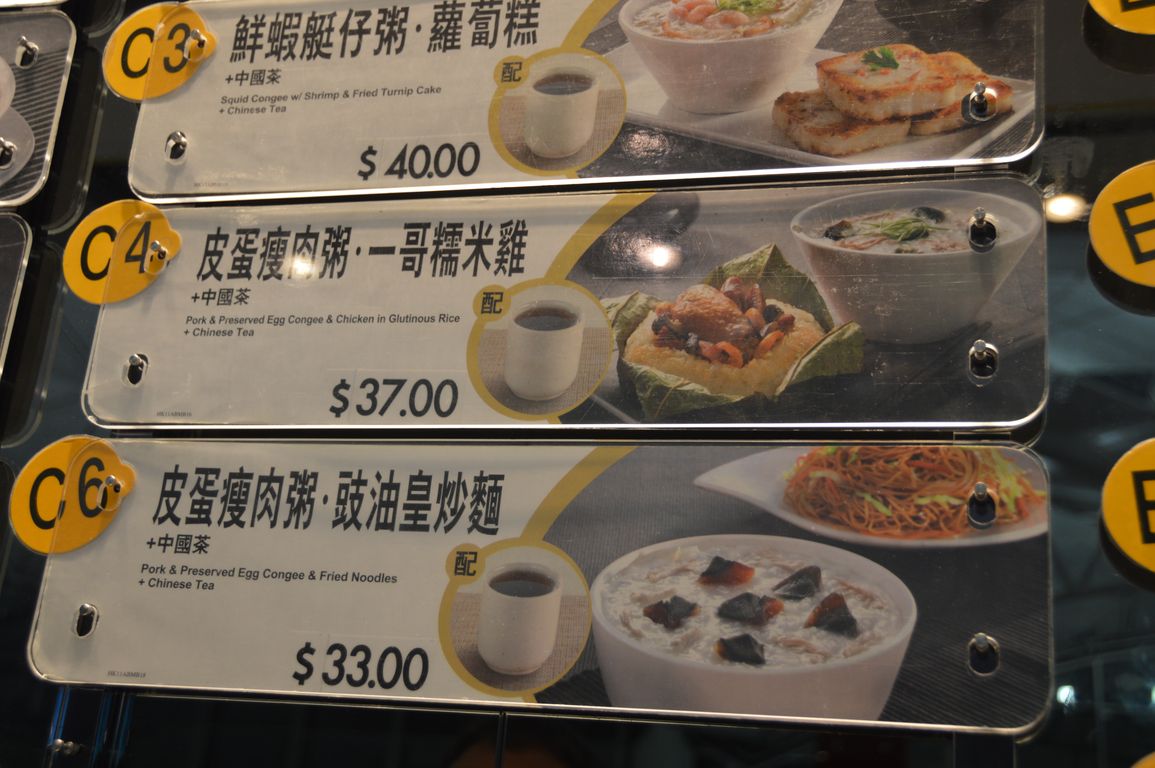 C3
鮮蝦艇仔粥·蘿蔔糕
+中國茶
Squid Congee w/ Shrimp & Fried Turnip Cake
+ Chinese Tea
配
$ 40.00
C4
皮蛋瘦肉粥·一哥糯米雞
+中國茶
Pork & Preserved Egg Congee & Chicken in Glutinous Rice
+ Chinese Tea
配
$ 37.00
C6
皮蛋瘦肉粥·豉油皇炒麵
+中國茶
Pork & Preserved Egg Congee & Fried Noodles
+ Chinese Tea
配
$ 33.00